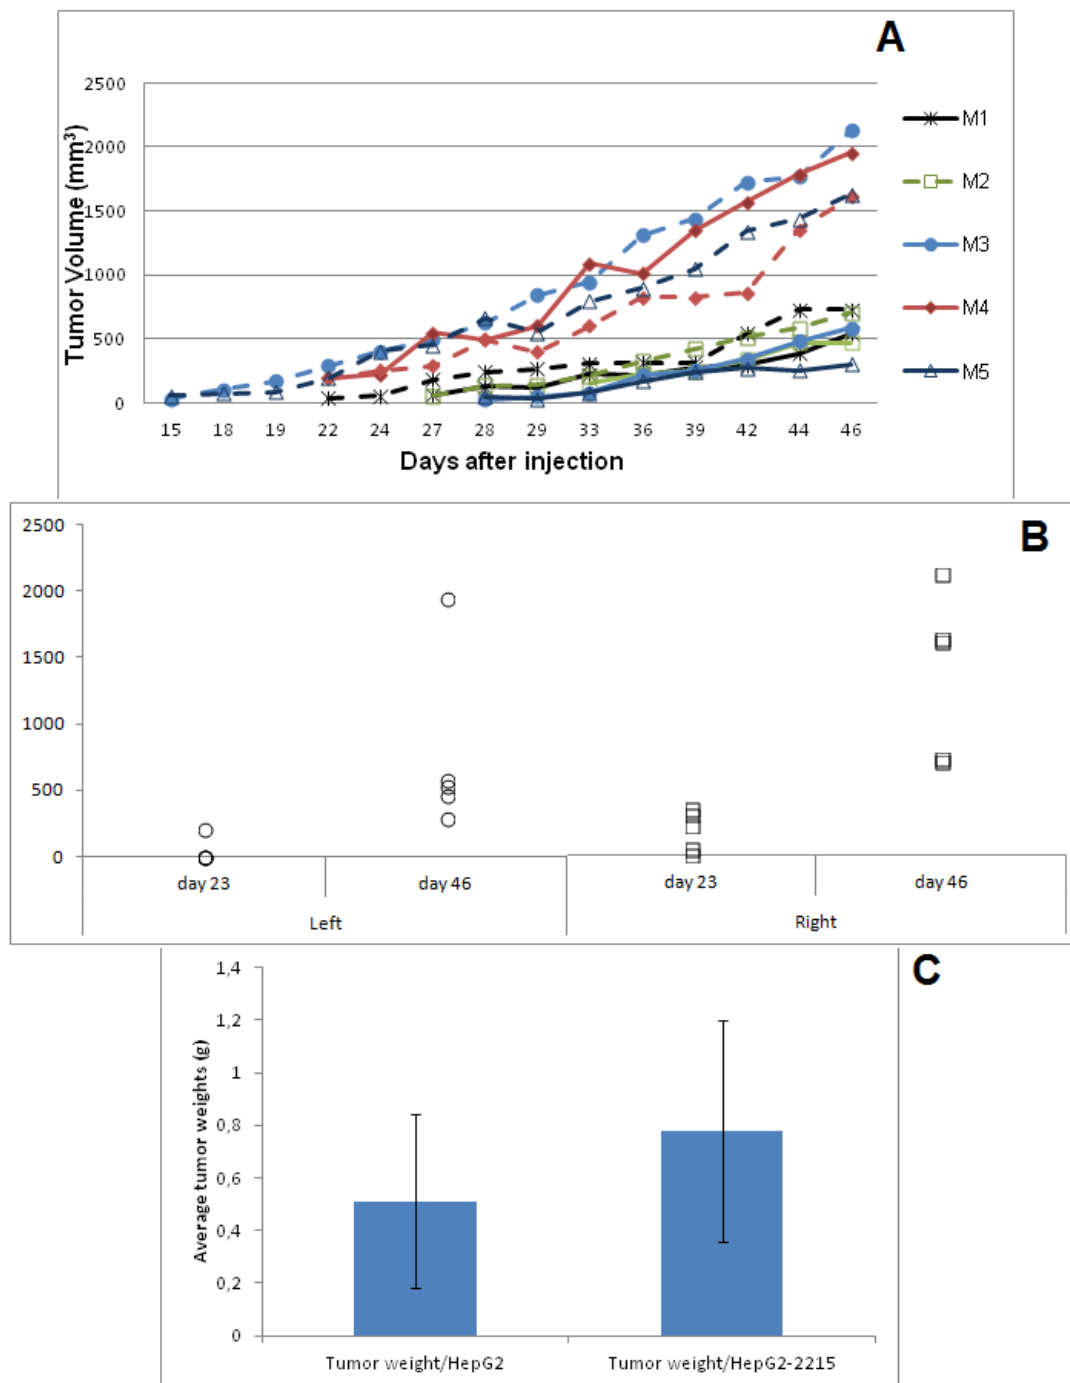 A
2500
2000
1500
1000
500
0
Tumor Volume (mm³)
15 18 19 22 24 27 28 29 33 36 39 42 44 46
Days after injection
M1
M2
M3
M4
M5
B
2500
2000
1500
1000
500
0
day 23 day 46 day 23 day 46
Left Right
C
1,4
1,2
1
0,8
0,6
0,4
0,2
0
Average tumor weights (g)
Tumor weight/HepG2 Tumor weight/HepG2-2215